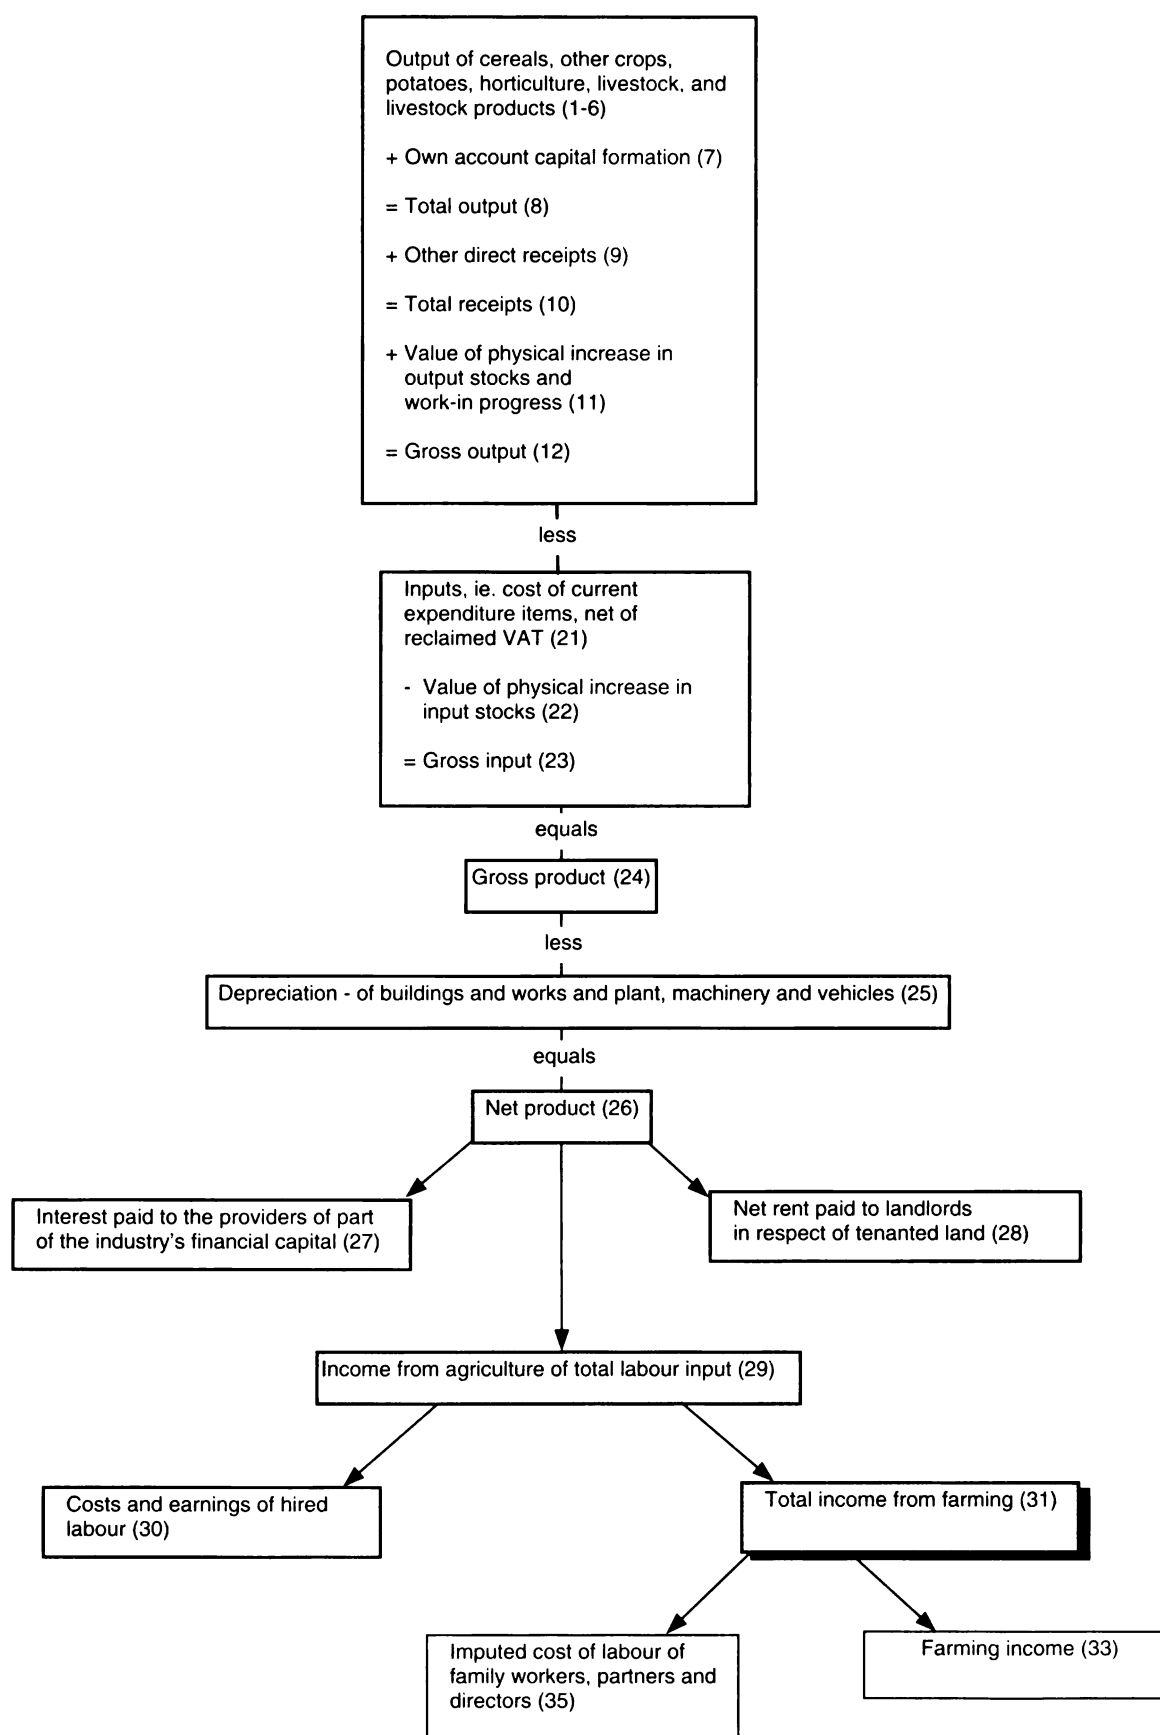 Output of cereals, other crops,
potatoes, horticulture, livestock, and
livestock products (1-6)
+ Own account capital formation (7)
= Total output (8)
+ Other direct receipts (9)
= Total receipts (10)
+ Value of physical increase in
output stocks and
work-in progress (11)
= Gross output (12)
less
Inputs, ie. cost of current
expenditure items, net of
reclaimed VAT (21)
- Value of physical increase in
input stocks (22)
= Gross input (23)
equals
Gross product (24)
less
Depreciation - of buildings and works and plant, machinery and vehicles (25)
equals
Net product (26)
Interest paid to the providers of part
of the industry's financial capital (27)
Net rent paid to landlords
in respect of tenanted land (28)
Income from agriculture of total labour input (29)
Costs and earnings of hired
labour (30)
Total income from farming (31)
Imputed cost of labour of
family workers, partners and
directors (35)
Farming income (33)